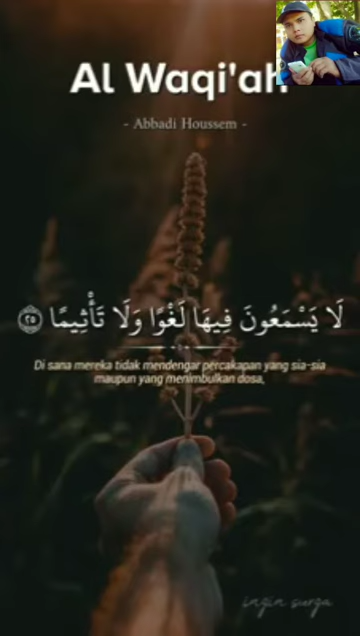 Al Waqi'ah
- Abbadi Houssem -
لَا يَسْمَعُونَ فِيهَا لَغْوًا وَلَا تَأْثِيمًا ٢٥
Di sana mereka tidak mendengar percakapan yang sia-sia
maupun yang menimbulkan dosa,
ingin surga